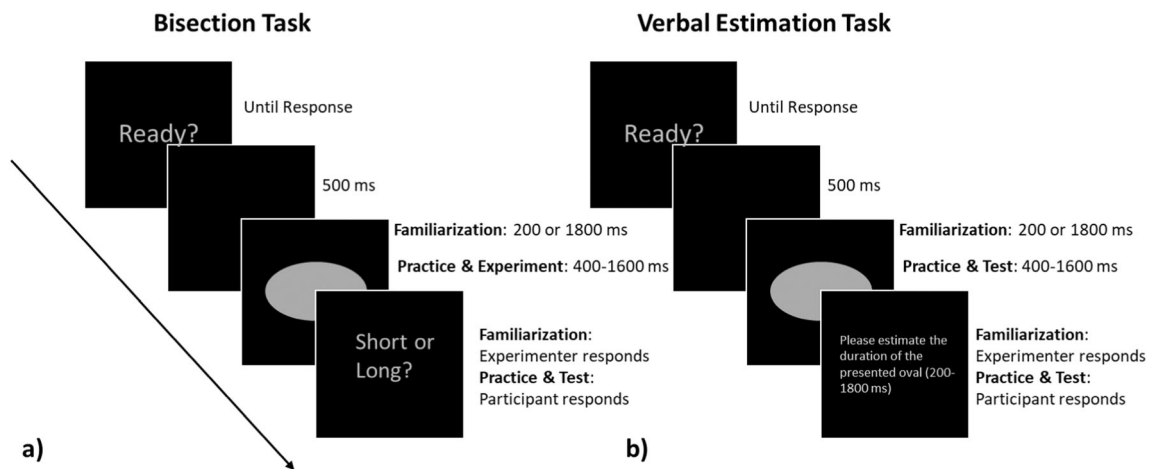 Bisection Task
Ready?
Until Response
500 ms
Familiarization: 200 or 1800 ms
Practice & Experiment: 400-1600 ms
Short or
Long?
Familiarization:
Experimenter responds
Practice & Test:
Participant responds
a)
Verbal Estimation Task
Ready?
Until Response
500 ms
Familiarization: 200 or 1800 ms
Practice & Test: 400-1600 ms
Please estimate the
duration of the
presented oval (200-
1800 ms)
Familiarization:
Experimenter responds
Practice & Test:
Participant responds
b)